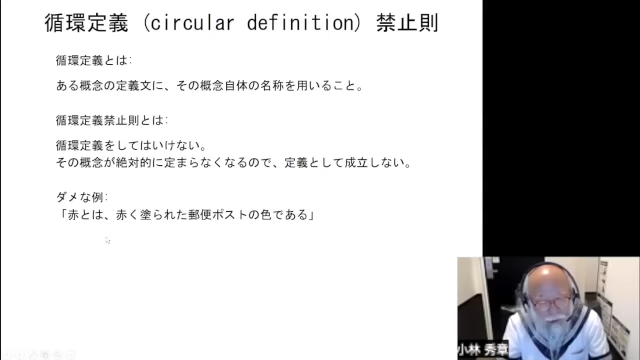 循環定義 (circular definition) 禁止則
循環定義とは:
ある概念の定義文に、その概念自体の名称を用いること。
循環定義禁止則とは:
循環定義をしてはいけない。
その概念が絶対的に定まらなくなるので、定義として成立しない。
ダメな例:
「赤とは、赤く塗られた郵便ポストの色である」
小林 秀章